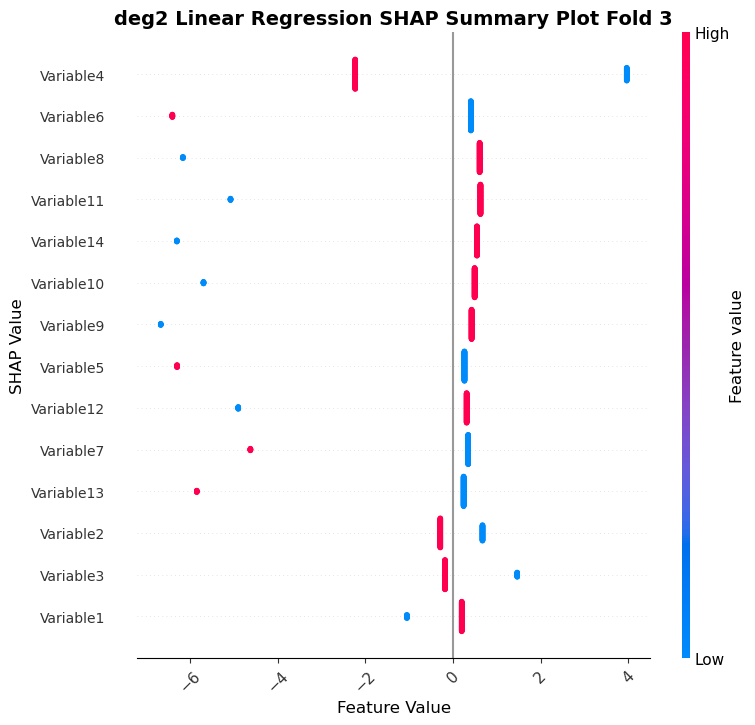 deg2 Linear Regression SHAP Summary Plot Fold 3
High
Variable4
Variable6
Variable8
Variable11
Variable14
Variable10
Variable9
Variable5
Variable12
Variable7
Variable13
Variable2
Variable3
Variable1
SHAP Value
Feature value
Low
−6
−4
−2
0
2
4
Feature Value